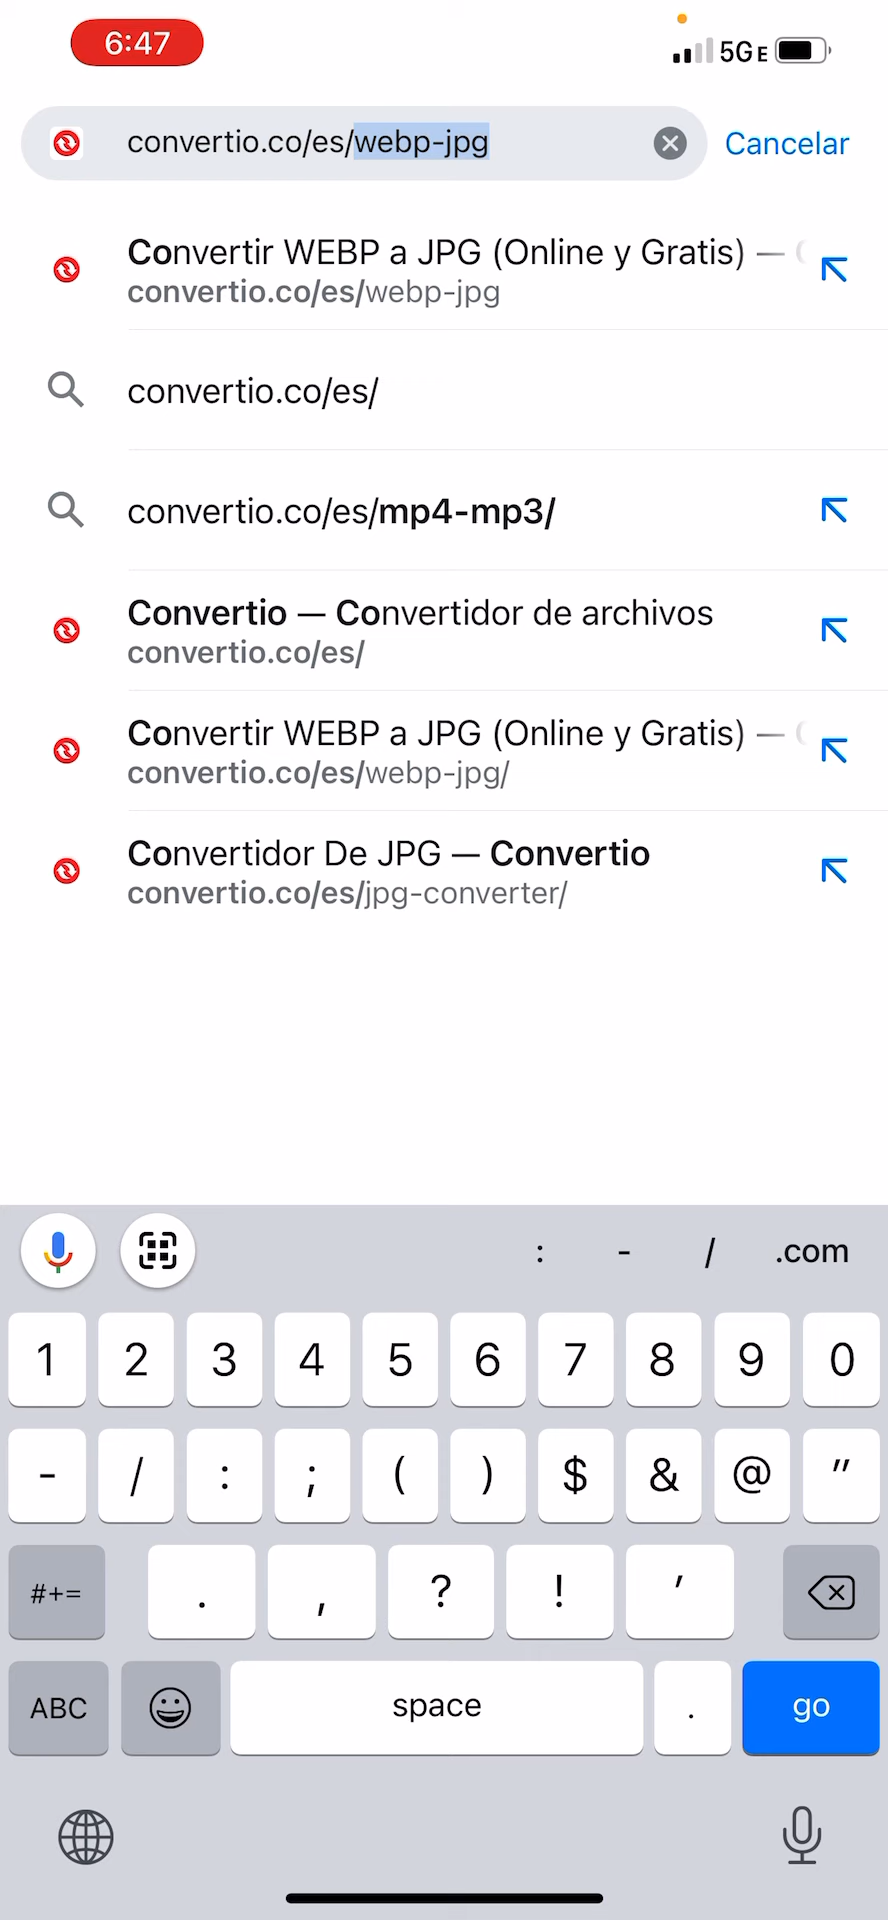 6:47
5GE
convertio.co/es/webp-jpg
Cancelar
Convertir WEBP a JPG (Online y Gratis) —
convertio.co/es/webp-jpg
convertio.co/es/
convertio.co/es/mp4-mp3/
Convertio — Convertidor de archivos
convertio.co/es/
Convertir WEBP a JPG (Online y Gratis) —
convertio.co/es/webp-jpg/
Convertidor De JPG — Convertio
convertio.co/es/jpg-converter/
: - / .com
1 2 3 4 5 6 7 8 9 0
- / : ; ( ) $ & @ "
#+= . , ? ! '
ABC space . go